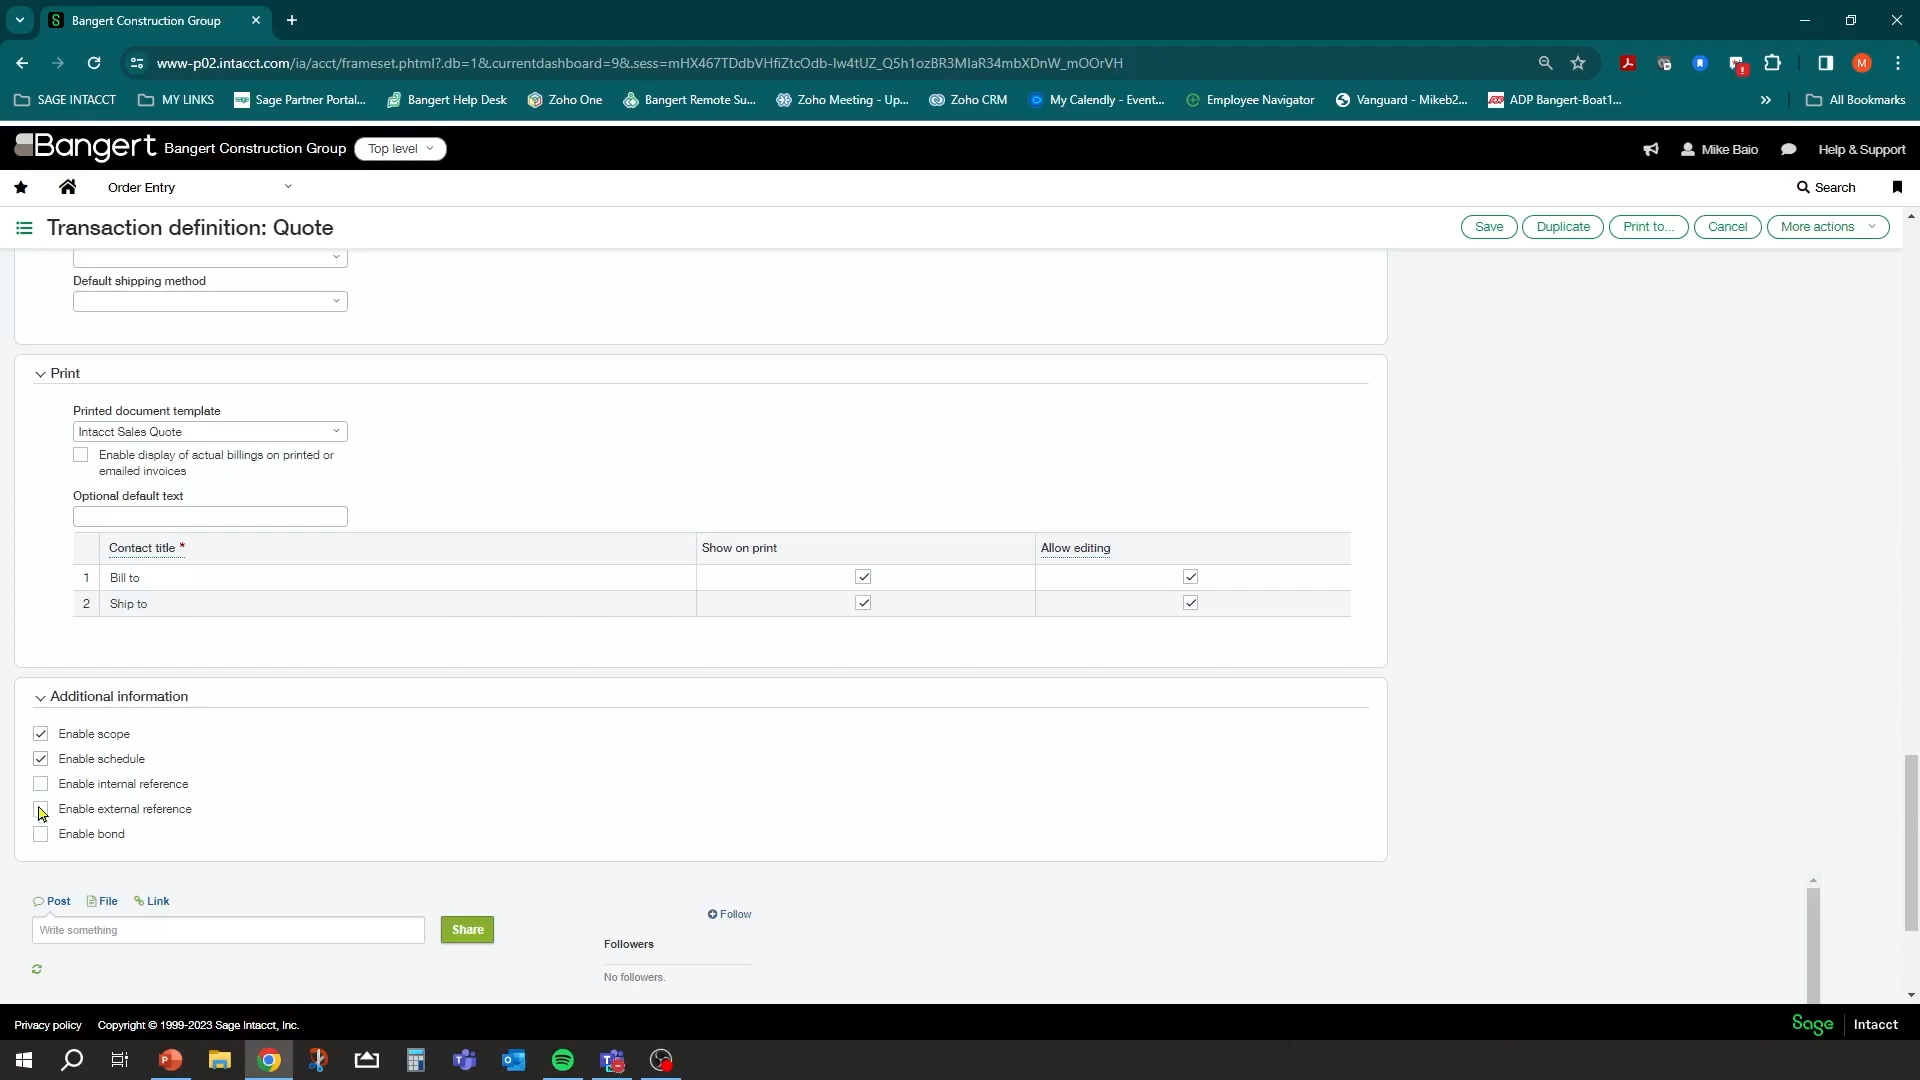 Bangert Construction Group
www-p02.intacct.com/ia/acct/frameset.phtml?.db=1&.currentdashboard=9&.sess=mHX467TDdbVHfiZtcOdb-Iw4tUZ_Q5h1ozBR3MIaR34mbXDnW_mOOrVH
M
SAGE INTACCT
MY LINKS
Sage Partner Portal...
Bangert Help Desk
Zoho One
Bangert Remote Su...
Zoho Meeting - Up...
Zoho CRM
My Calendly - Event...
Employee Navigator
Vanguard - Mikeb2...
ADP Bangert-Boat1...
All Bookmarks
Bangert
Bangert Construction Group
Top level
Mike Baio
Help & Support
Order Entry
Search
Transaction definition: Quote
Save
Duplicate
Print to...
Cancel
More actions
Default shipping method
Print
Printed document template
Intacct Sales Quote
Enable display of actual billings on printed or
emailed invoices
Optional default text
Contact title *
Show on print
Allow editing
1 Bill to
2 Ship to
Additional information
Enable scope
Enable schedule
Enable internal reference
Enable external reference
Enable bond
Post
File
Link
Write something
Share
Follow
Followers
No followers.
Privacy policy
Copyright © 1999-2023 Sage Intacct, Inc.
Sage
Intacct